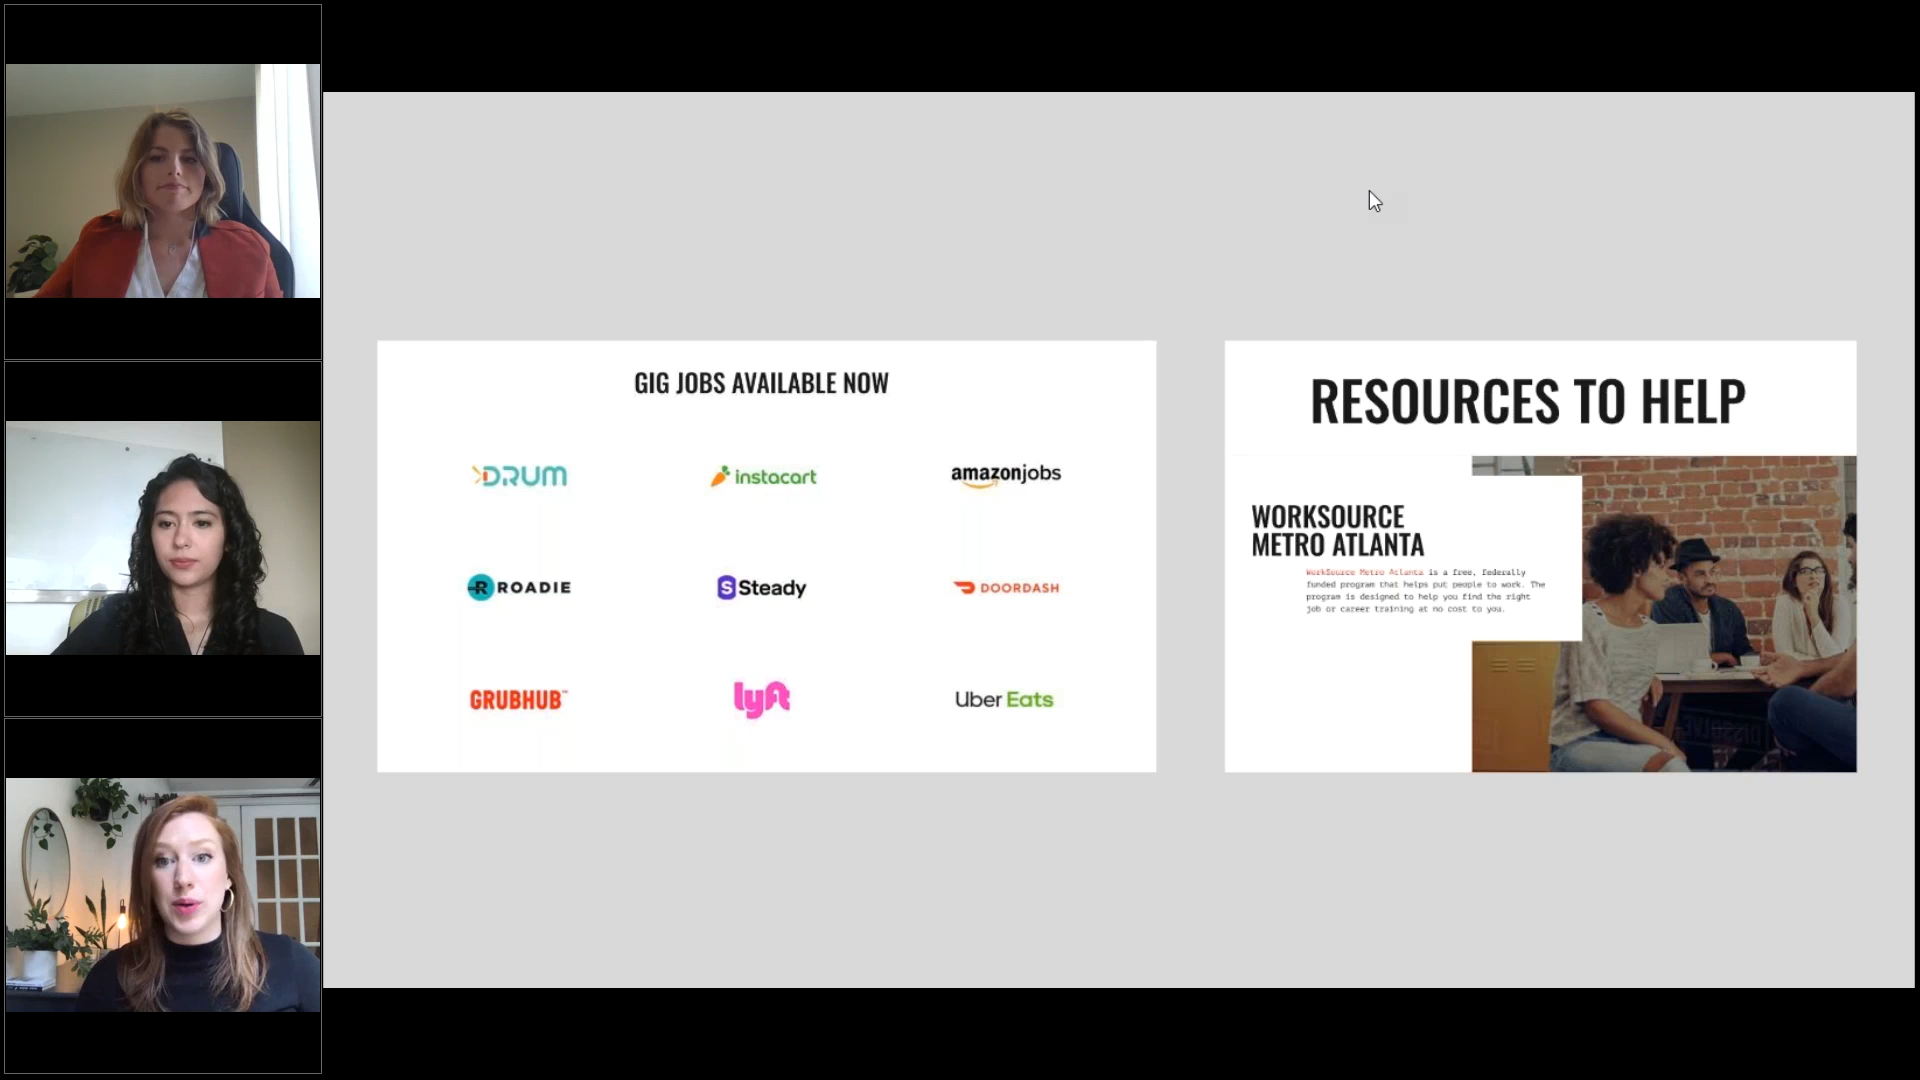 GIG JOBS AVAILABLE NOW
DRUM
instacart
amazonjobs
ROADIE
S Steady
DOORDASH
GRUBHUB™
lyft
Uber Eats
RESOURCES TO HELP
WORKSOURCE
METRO ATLANTA
WorkSource Metro Atlanta is a free, federally
funded program that helps put people to work. The
program is designed to help you find the right
job or career training at no cost to you.